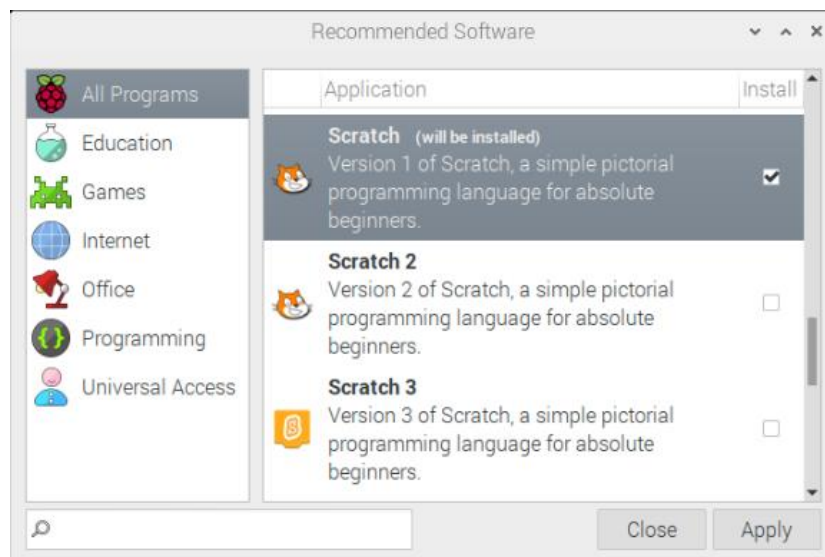 Recommended Software
All Programs
Education
Games
Internet
Office
Programming
Universal Access
Application
Install
Scratch (will be installed)
Version 1 of Scratch, a simple pictorial
programming language for absolute
beginners.
Scratch 2
Version 2 of Scratch, a simple pictorial
programming language for absolute
beginners.
Scratch 3
Version 3 of Scratch, a simple pictorial
programming language for absolute
beginners.
Close
Apply